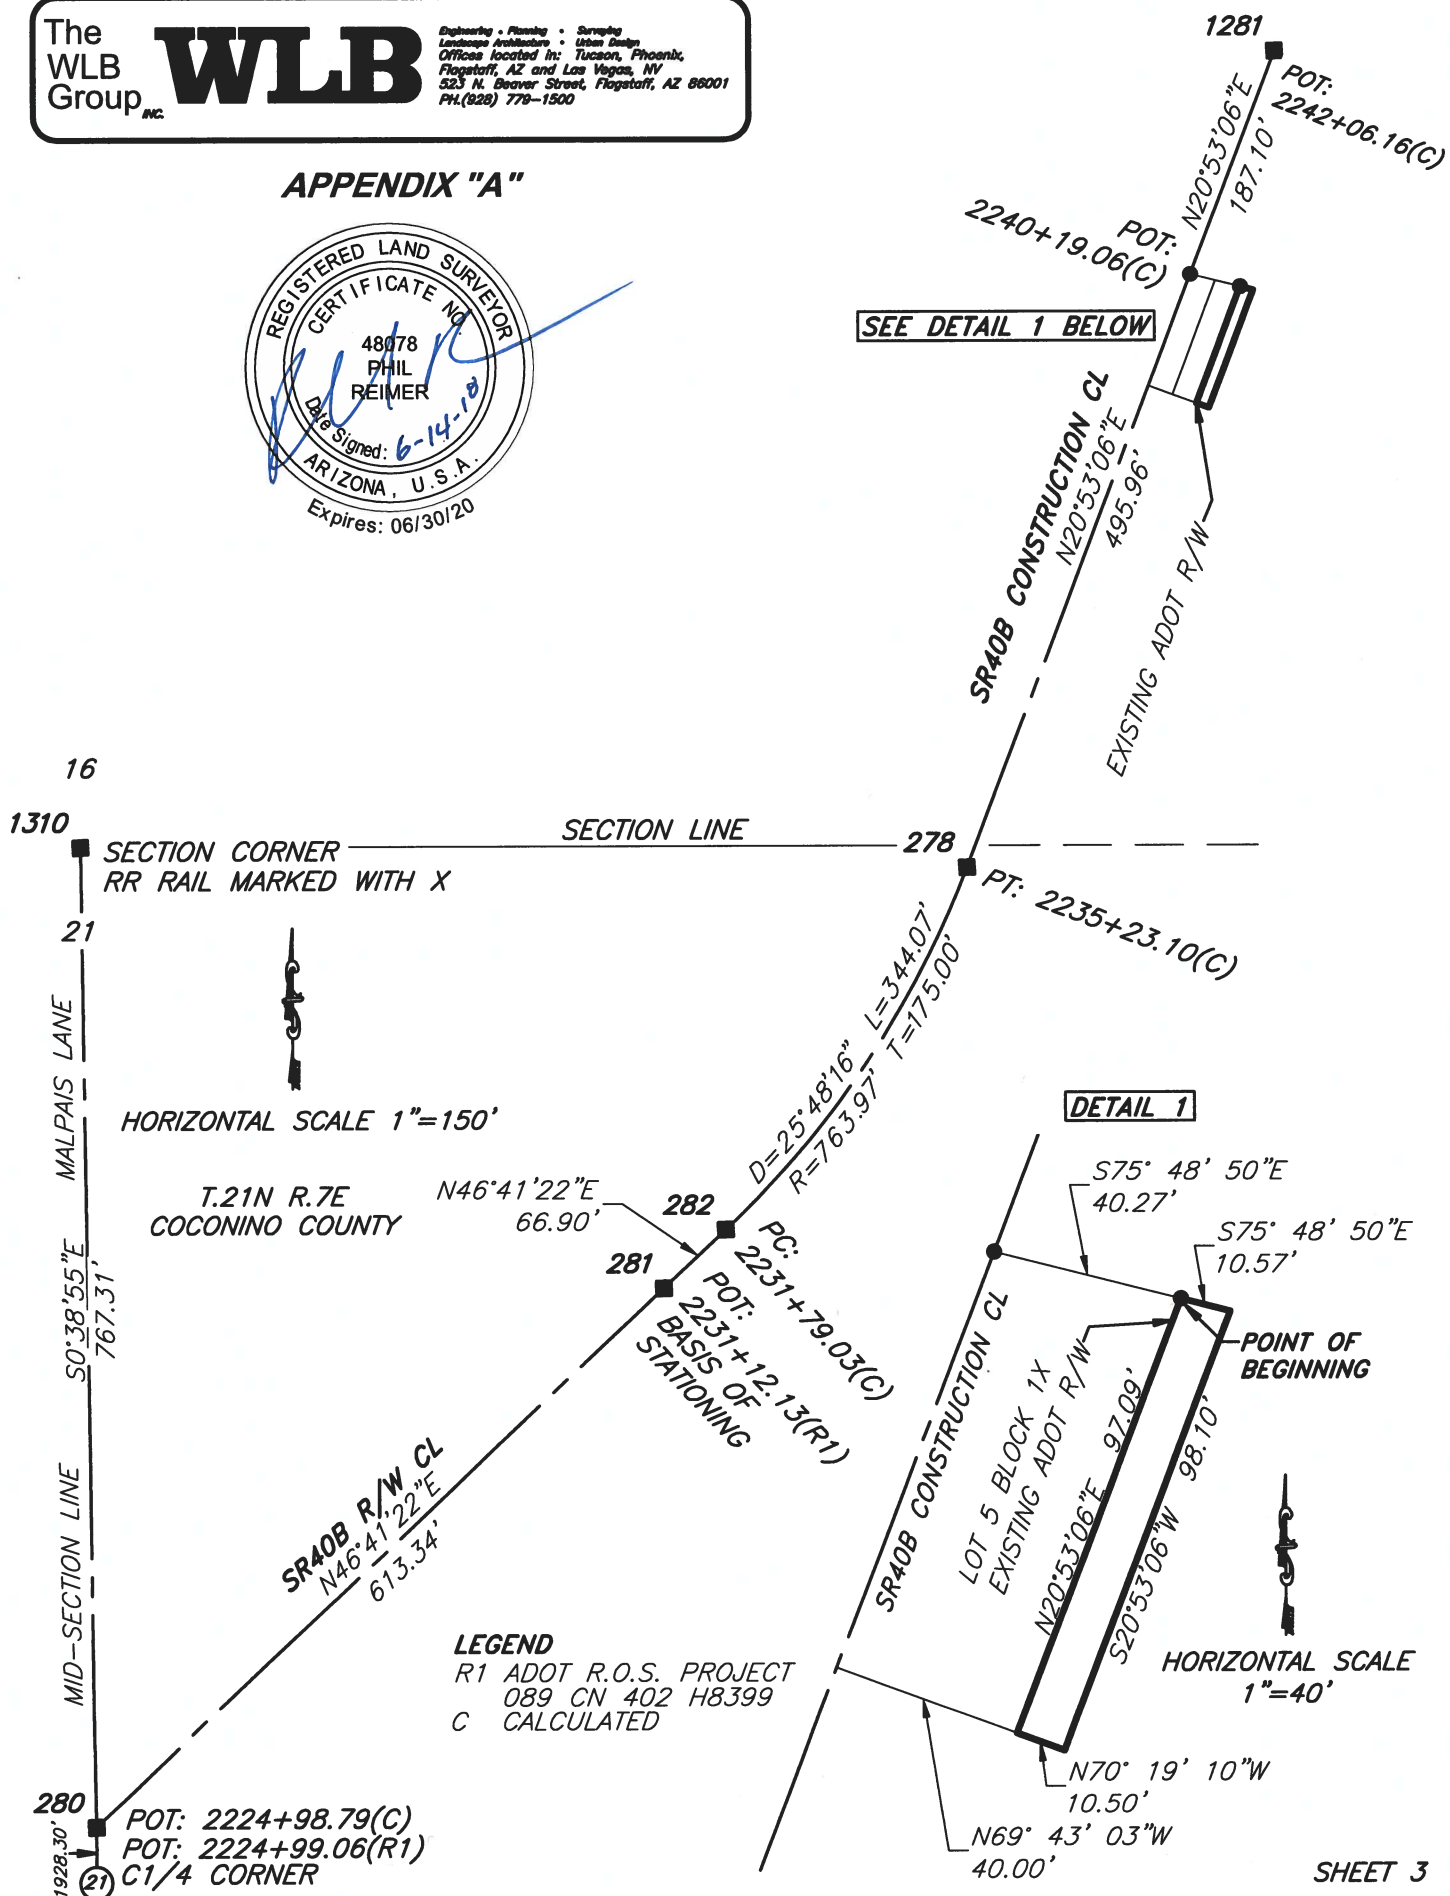 The
WLB
Group INC.
WLB
Engineering • Planning • Surveying
Landscape Architecture • Urban Design
Offices located in: Tucson, Phoenix,
Flagstaff, AZ and Las Vegas, NV
523 N. Beaver Street, Flagstaff, AZ 86001
PH.(928) 779-1500
APPENDIX "A"
REGISTERED LAND SURVEYOR
CERTIFICATE NO.
48078
PHIL
REIMER
Date Signed: 6-14-18
ARIZONA, U.S.A.
Expires: 06/30/20
1281
POT:
2242+06.16(C)
N20°53'06"E
187.10'
POT:
2240+19.06(C)
SEE DETAIL 1 BELOW
SR40B CONSTRUCTION CL
N20°53'06"E
495.96'
EXISTING ADOT R/W
16
1310
SECTION CORNER
RR RAIL MARKED WITH X
SECTION LINE
278
PT: 2235+23.10(C)
21
MALPAIS LANE
S0°38'55"E
767.31'
MID-SECTION LINE
HORIZONTAL SCALE 1"=150'
T.21N R.7E
COCONINO COUNTY
L=344.07'
T=175.00'
D=25°48'16"
R=763.97'
N46°41'22"E
66.90'
282
PC:
2231+79.03(C)
281
POT:
2231+12.13(R1)
BASIS OF
STATIONING
SR40B R/W CL
N46°41'22"E
613.34'
LEGEND
R1 ADOT R.O.S. PROJECT
089 CN 402 H8399
C CALCULATED
280
POT: 2224+98.79(C)
POT: 2224+99.06(R1)
C1/4 CORNER
1928.30'
21
DETAIL 1
S75° 48' 50"E
40.27'
S75° 48' 50"E
10.57'
POINT OF
BEGINNING
SR40B CONSTRUCTION CL
LOT 5 BLOCK 1X
EXISTING ADOT R/W
N20°53'06"E 97.09'
S20°53'06"W 98.10'
HORIZONTAL SCALE
1"=40'
N70° 19' 10"W
10.50'
N69° 43' 03"W
40.00'
SHEET 3